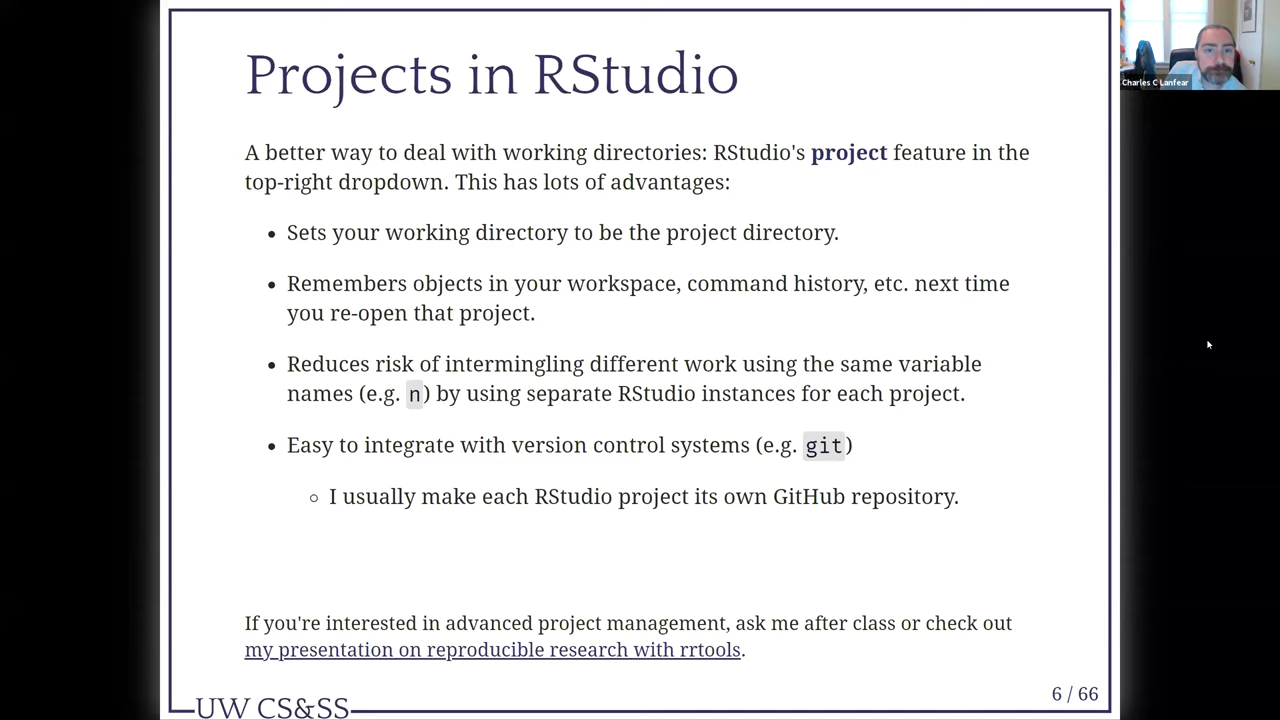 Projects in RStudio
Charles C Lanfear
A better way to deal with working directories: RStudio's project feature in the
top-right dropdown. This has lots of advantages:
• Sets your working directory to be the project directory.
• Remembers objects in your workspace, command history, etc. next time
you re-open that project.
• Reduces risk of intermingling different work using the same variable
names (e.g. n) by using separate RStudio instances for each project.
• Easy to integrate with version control systems (e.g. git)
◦ I usually make each RStudio project its own GitHub repository.
If you're interested in advanced project management, ask me after class or check out
my presentation on reproducible research with rrtools.
6 / 66
UW CS&SS